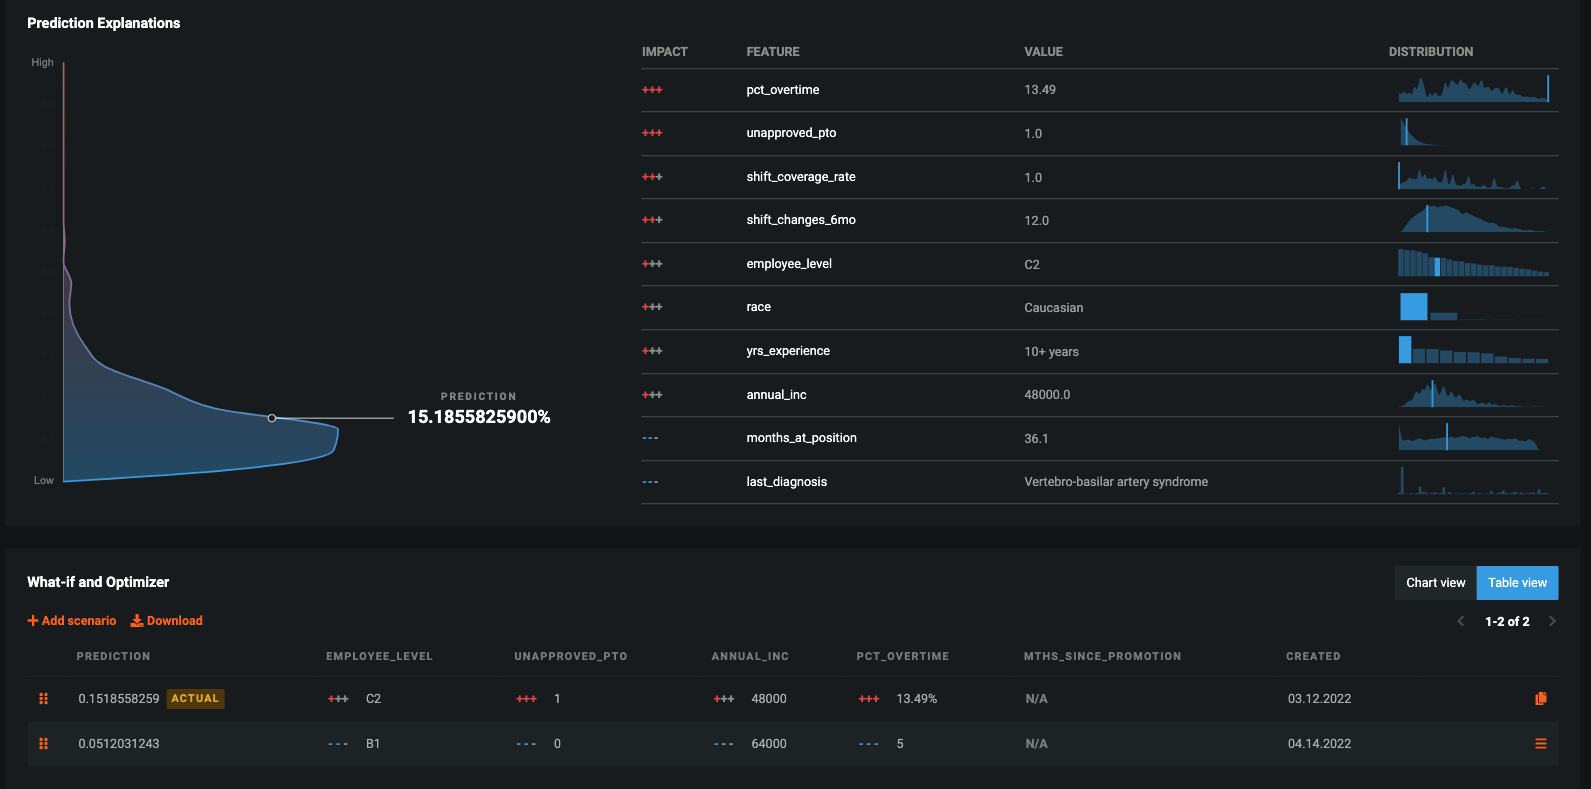 Prediction Explanations
High
Low
PREDICTION
15.1855825900%
IMPACT FEATURE VALUE DISTRIBUTION
+++ pct_overtime 13.49
+++ unapproved_pto 1.0
+++ shift_coverage_rate 1.0
+++ shift_changes_6mo 12.0
+++ employee_level C2
+++ race Caucasian
+++ yrs_experience 10+ years
+++ annual_inc 48000.0
--- months_at_position 36.1
--- last_diagnosis Vertebro-basilar artery syndrome
What-if and Optimizer
Chart view Table view
+ Add scenario Download
< 1-2 of 2 >
PREDICTION EMPLOYEE_LEVEL UNAPPROVED_PTO ANNUAL_INC PCT_OVERTIME MTHS_SINCE_PROMOTION CREATED
0.1518558259 ACTUAL +++ C2 +++ 1 +++ 48000 +++ 13.49% N/A 03.12.2022
0.0512031243 --- B1 --- 0 --- 64000 --- 5 N/A 04.14.2022